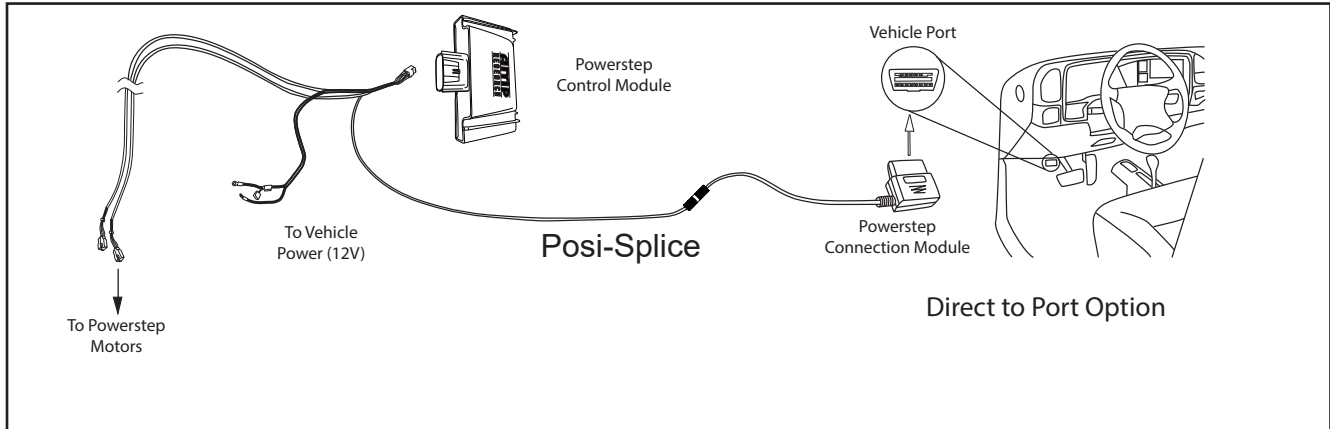 Powerstep
Control Module
Vehicle Port
To Vehicle
Power (12V)
Posi-Splice
Powerstep
Connection Module
Direct to Port Option
To Powerstep
Motors